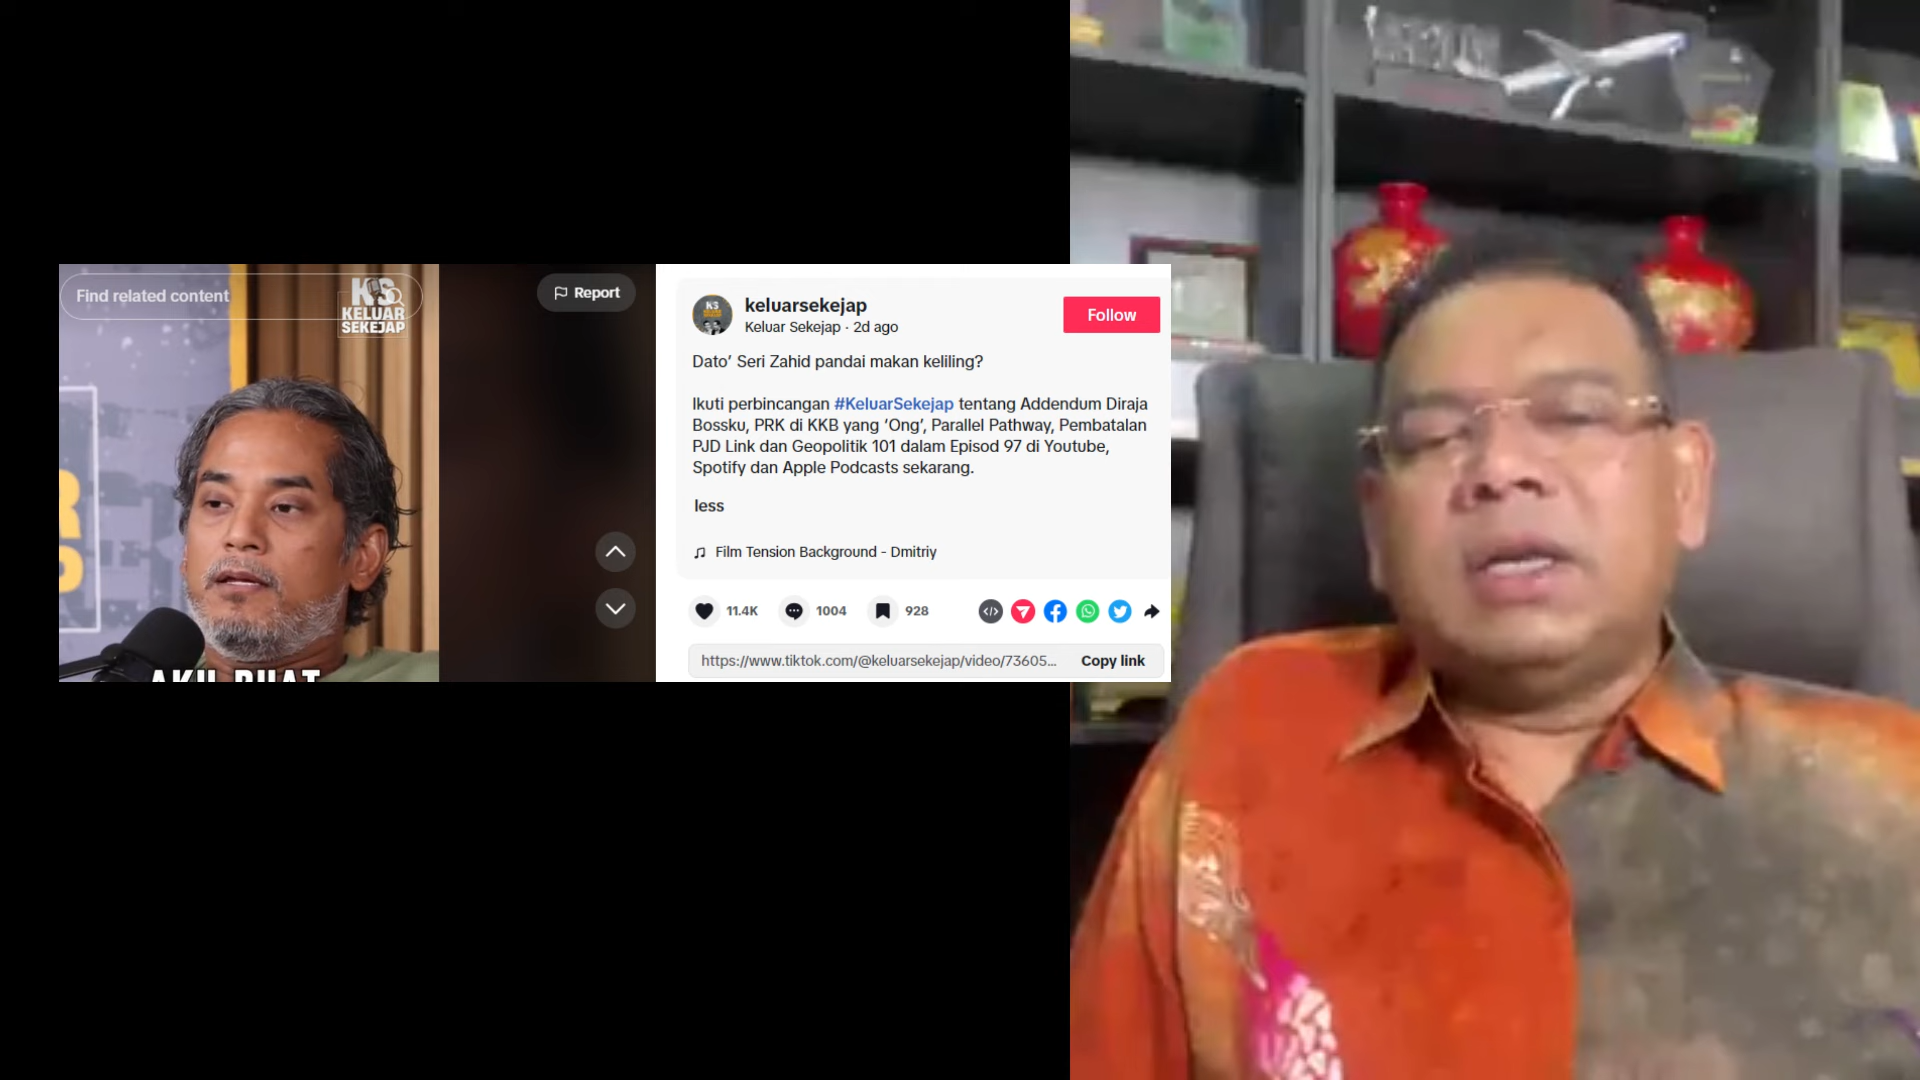 Find related content
KS
KELUAR
SEKEJAP
Report
keluarsekejap
Keluar Sekejap · 2d ago
Follow
Dato’ Seri Zahid pandai makan keliling?
Ikuti perbincangan #KeluarSekejap tentang Addendum Diraja
Bossku, PRK di KKB yang ‘Ong’, Parallel Pathway, Pembatalan
PJD Link dan Geopolitik 101 dalam Episod 97 di Youtube,
Spotify dan Apple Podcasts sekarang.
less
Film Tension Background - Dmitriy
11.4K
1004
928
https://www.tiktok.com/@keluarsekejap/video/73605...
Copy link